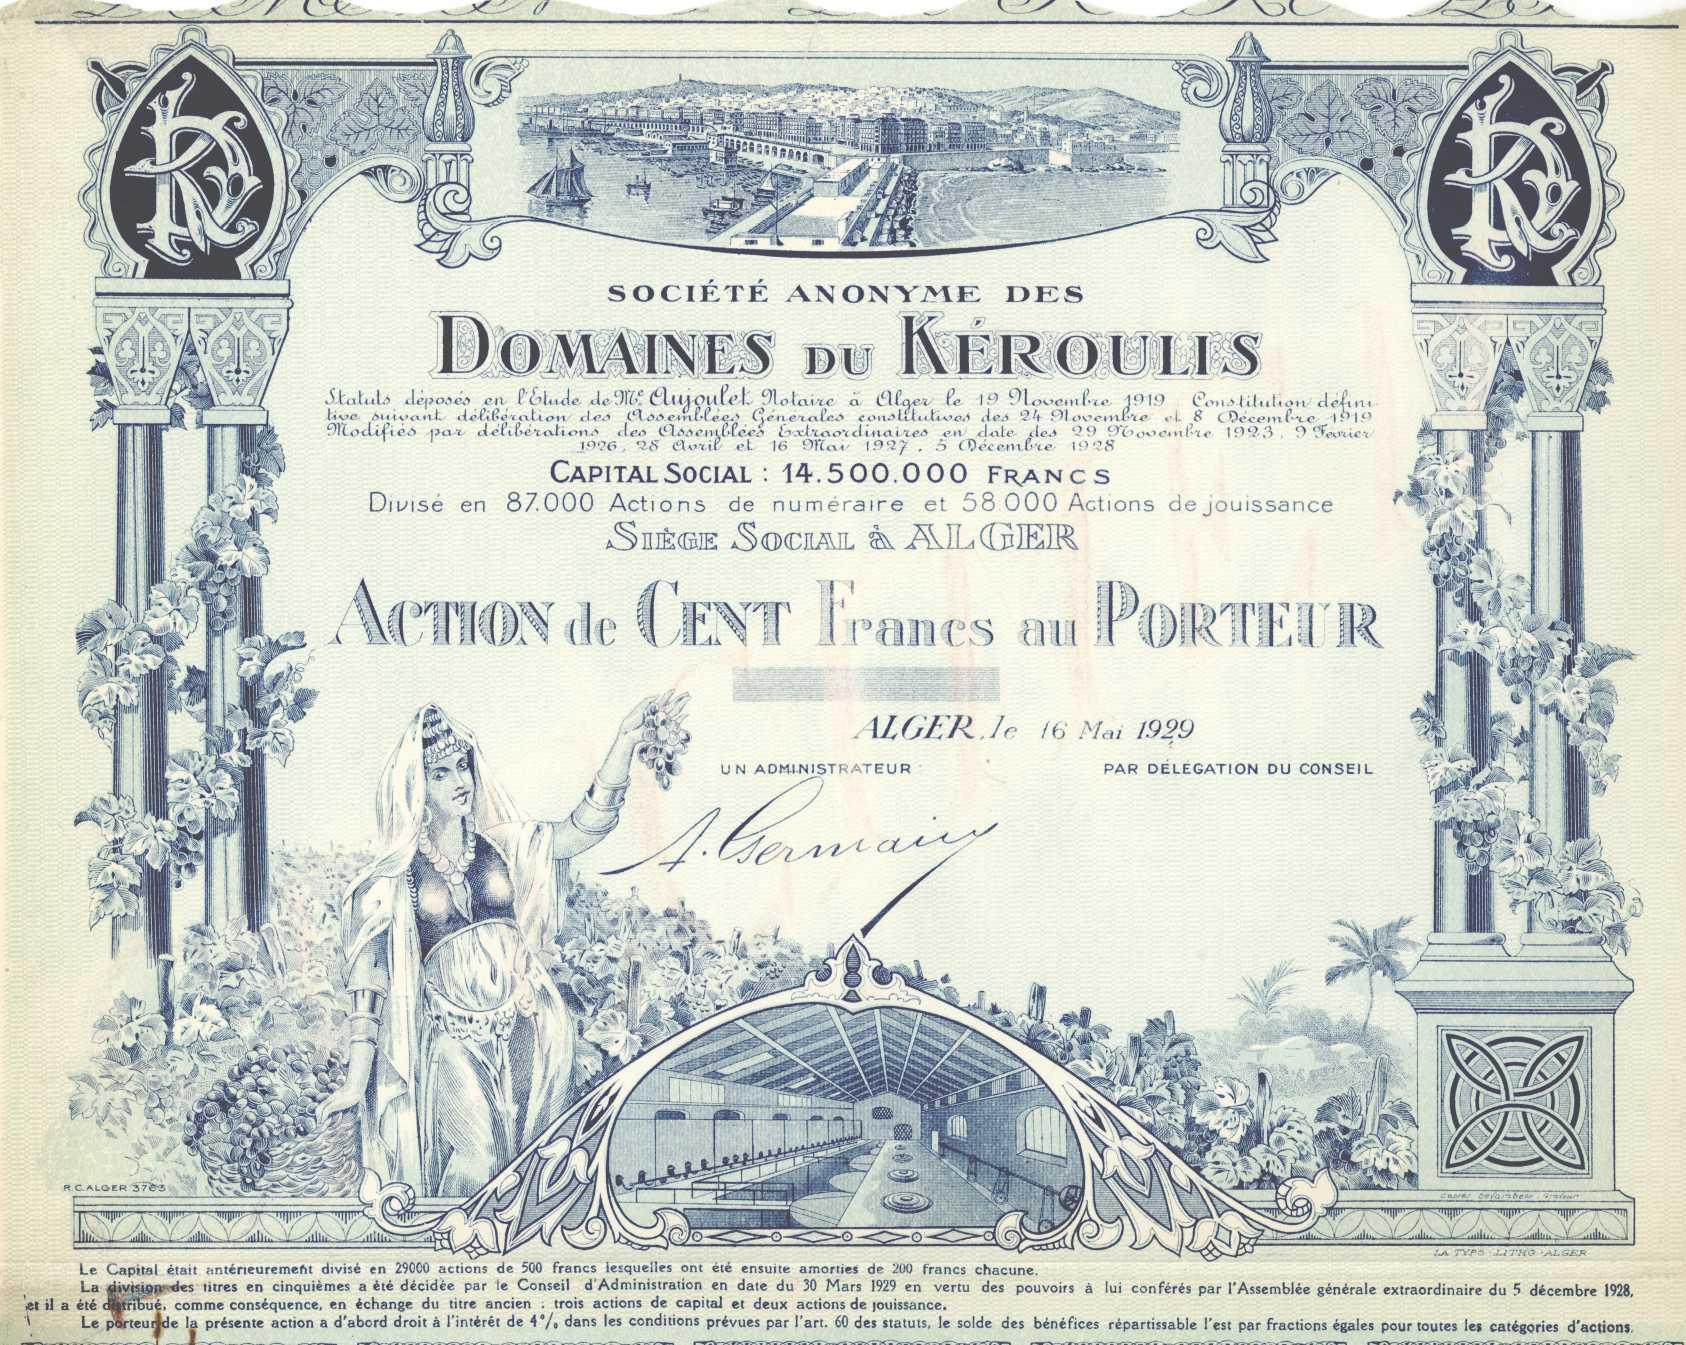 SOCIÉTÉ ANONYME DES
DOMAINES DU KÉROULIS
Statuts déposés en l'Étude de Me Aujoulet Notaire à Alger le 19 Novembre 1919. Constitution défini-
tive suivant délibération des Assemblées Générales constitutives des 24 Novembre et 8 Décembre 1919
Modifiés par délibérations des Assemblées Extraordinaires en date des 29 Novembre 1923, 9 Février
1926, 28 Avril et 16 Mai 1927, 5 Décembre 1928
CAPITAL SOCIAL : 14.500.000 FRANCS
Divisé en 87.000 Actions de numéraire et 58.000 Actions de jouissance
SIÈGE SOCIAL à ALGER
ACTION de CENT Francs au PORTEUR
ALGER, le 16 Mai 1929
UN ADMINISTRATEUR
PAR DÉLÉGATION DU CONSEIL
A. Germain
R.C. ALGER 3763
LA TYPO-LITHO-ALGER
Le Capital était antérieurement divisé en 29000 actions de 500 francs lesquelles ont été ensuite amorties de 200 francs chacune.
La division des titres en cinquièmes a été décidée par le Conseil d'Administration en date du 30 Mars 1929 en vertu des pouvoirs à lui conférés par l'Assemblée générale extraordinaire du 5 décembre 1928,
et il a été distribué, comme conséquence, en échange du titre ancien : trois actions de capital et deux actions de jouissance.
Le porteur de la présente action a d'abord droit à l'intérêt de 4%, dans les conditions prévues par l'art. 60 des statuts, le solde des bénéfices répartissable l'est par fractions égales pour toutes les catégories d'actions.